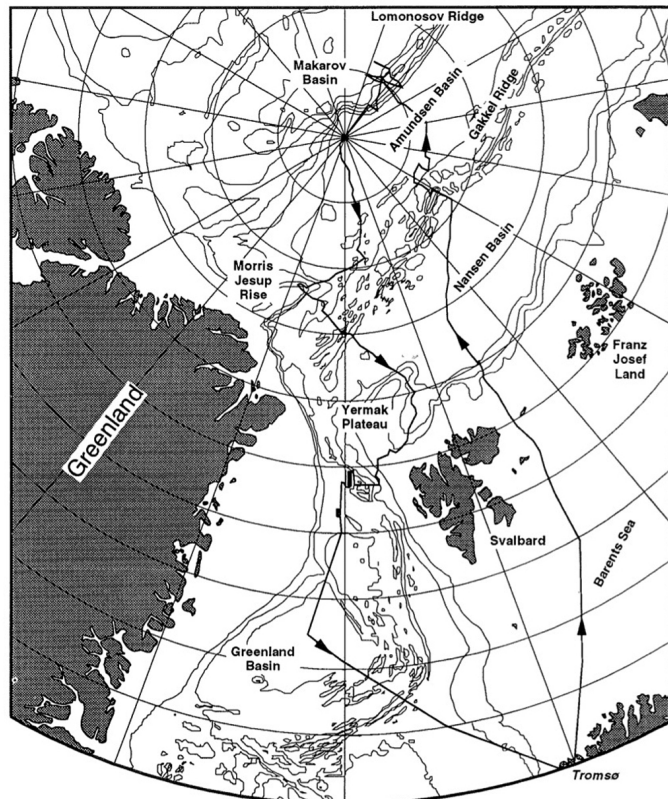 Lomonosov Ridge
Makarov
Basin
Amundsen Basin
Gakkel Ridge
Nansen Basin
Morris
Jesup
Rise
Franz
Josef
Land
Greenland
Yermak
Plateau
Svalbard
Barents Sea
Greenland
Basin
Tromsø